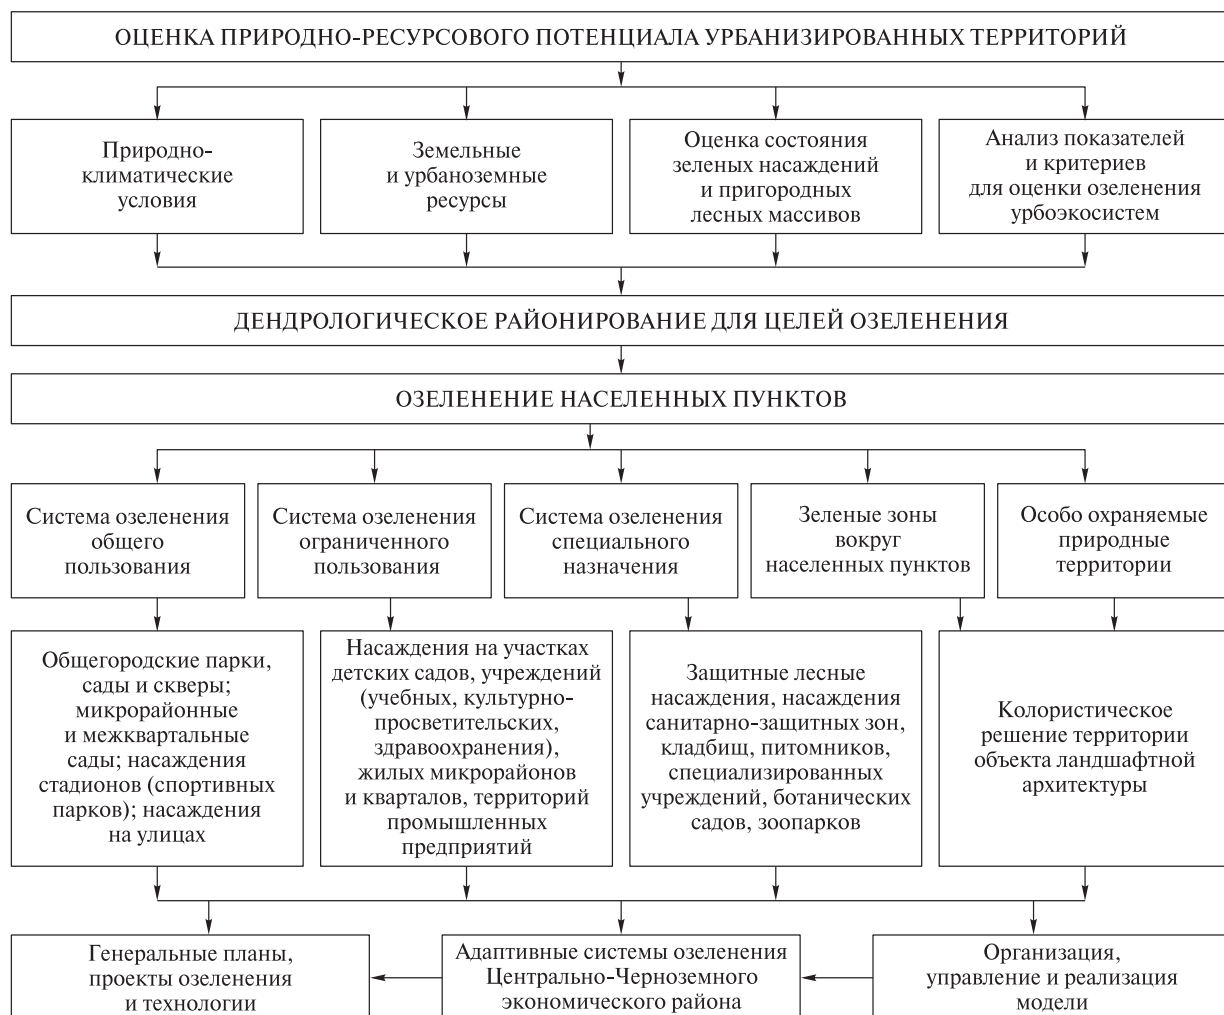 ОЦЕНКА ПРИРОДНО-РЕСУРСОВОГО ПОТЕНЦИАЛА УРБАНИЗИРОВАННЫХ ТЕРРИТОРИЙ
Природно-
климатические
условия
Земельные
и урбаноземные
ресурсы
Оценка состояния
зеленых насаждений
и пригородных
лесных массивов
Анализ показателей
и критериев
для оценки озеленения
урбоэкосистем
ДЕНДРОЛОГИЧЕСКОЕ РАЙОНИРОВАНИЕ ДЛЯ ЦЕЛЕЙ ОЗЕЛЕНЕНИЯ
ОЗЕЛЕНЕНИЕ НАСЕЛЕННЫХ ПУНКТОВ
Система озеленения
общего
пользования
Система озеленения
ограниченного
пользования
Система озеленения
специального
назначения
Зеленые зоны
вокруг
населенных пунктов
Особо охраняемые
природные
территории
Общегородские парки,
сады и скверы;
микрорайонные
и межквартальные
сады; насаждения
стадионов (спортивных
парков); насаждения
на улицах
Насаждения на участках
детских садов, учреждений
(учебных, культурно-
просветительских,
здравоохранения),
жилых микрорайонов
и кварталов, территорий
промышленных
предприятий
Защитные лесные
насаждения, насаждения
санитарно-защитных зон,
кладбищ, питомников,
специализированных
учреждений, ботанических
садов, зоопарков
Колористическое
решение территории
объекта ландшафтной
архитектуры
Генеральные планы,
проекты озеленения
и технологии
Адаптивные системы озеленения
Центрально-Черноземного
экономического района
Организация,
управление и реализация
модели